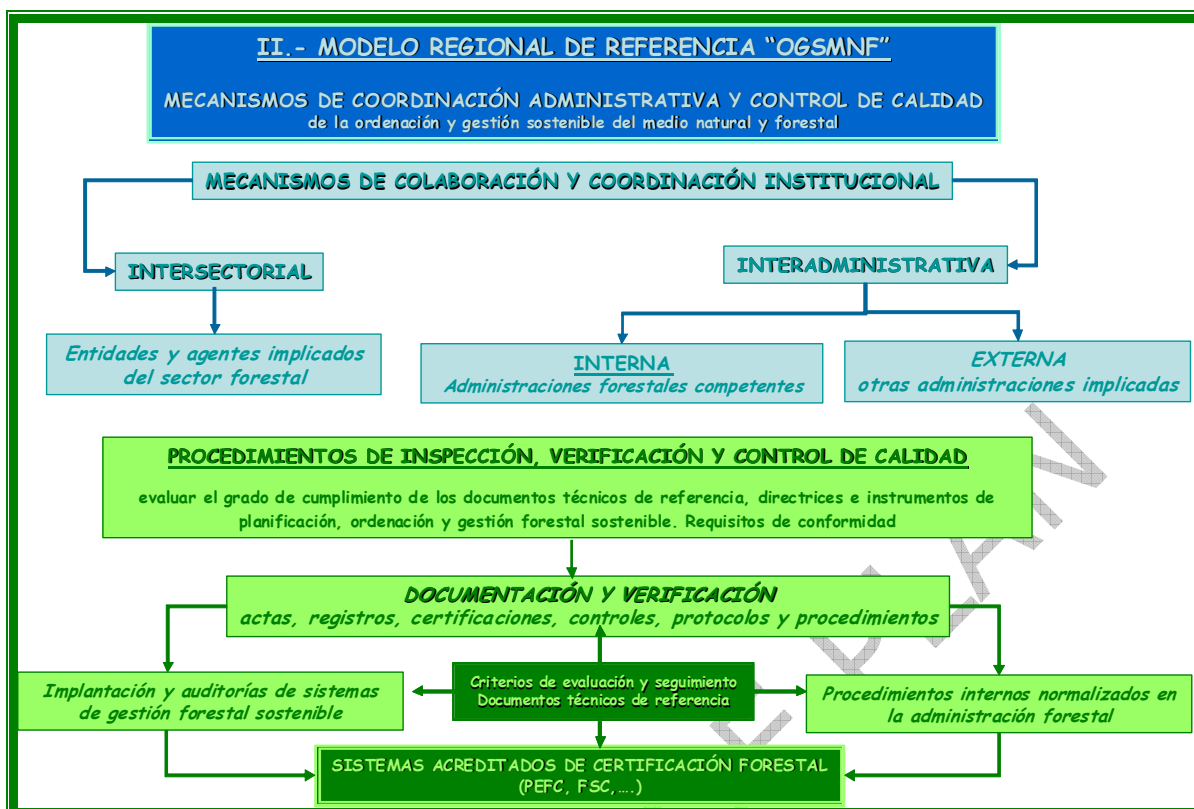 II.- MODELO REGIONAL DE REFERENCIA “OGSMNF”
MECANISMOS DE COORDINACIÓN ADMINISTRATIVA Y CONTROL DE CALIDAD
de la ordenación y gestión sostenible del medio natural y forestal
MECANISMOS DE COLABORACIÓN Y COORDINACIÓN INSTITUCIONAL
INTERSECTORIAL
INTERADMINISTRATIVA
Entidades y agentes implicados
del sector forestal
INTERNA
Administraciones forestales competentes
EXTERNA
otras administraciones implicadas
PROCEDIMIENTOS DE INSPECCIÓN, VERIFICACIÓN Y CONTROL DE CALIDAD
evaluar el grado de cumplimiento de los documentos técnicos de referencia, directrices e instrumentos de
planificación, ordenación y gestión forestal sostenible. Requisitos de conformidad
DOCUMENTACIÓN Y VERIFICACIÓN
actas, registros, certificaciones, controles, protocolos y procedimientos
Implantación y auditorías de sistemas
de gestión forestal sostenible
Criterios de evaluación y seguimiento
Documentos técnicos de referencia
Procedimientos internos normalizados en
la administración forestal
SISTEMAS ACREDITADOS DE CERTIFICACIÓN FORESTAL
(PEFC, FSC,....)
PLAN